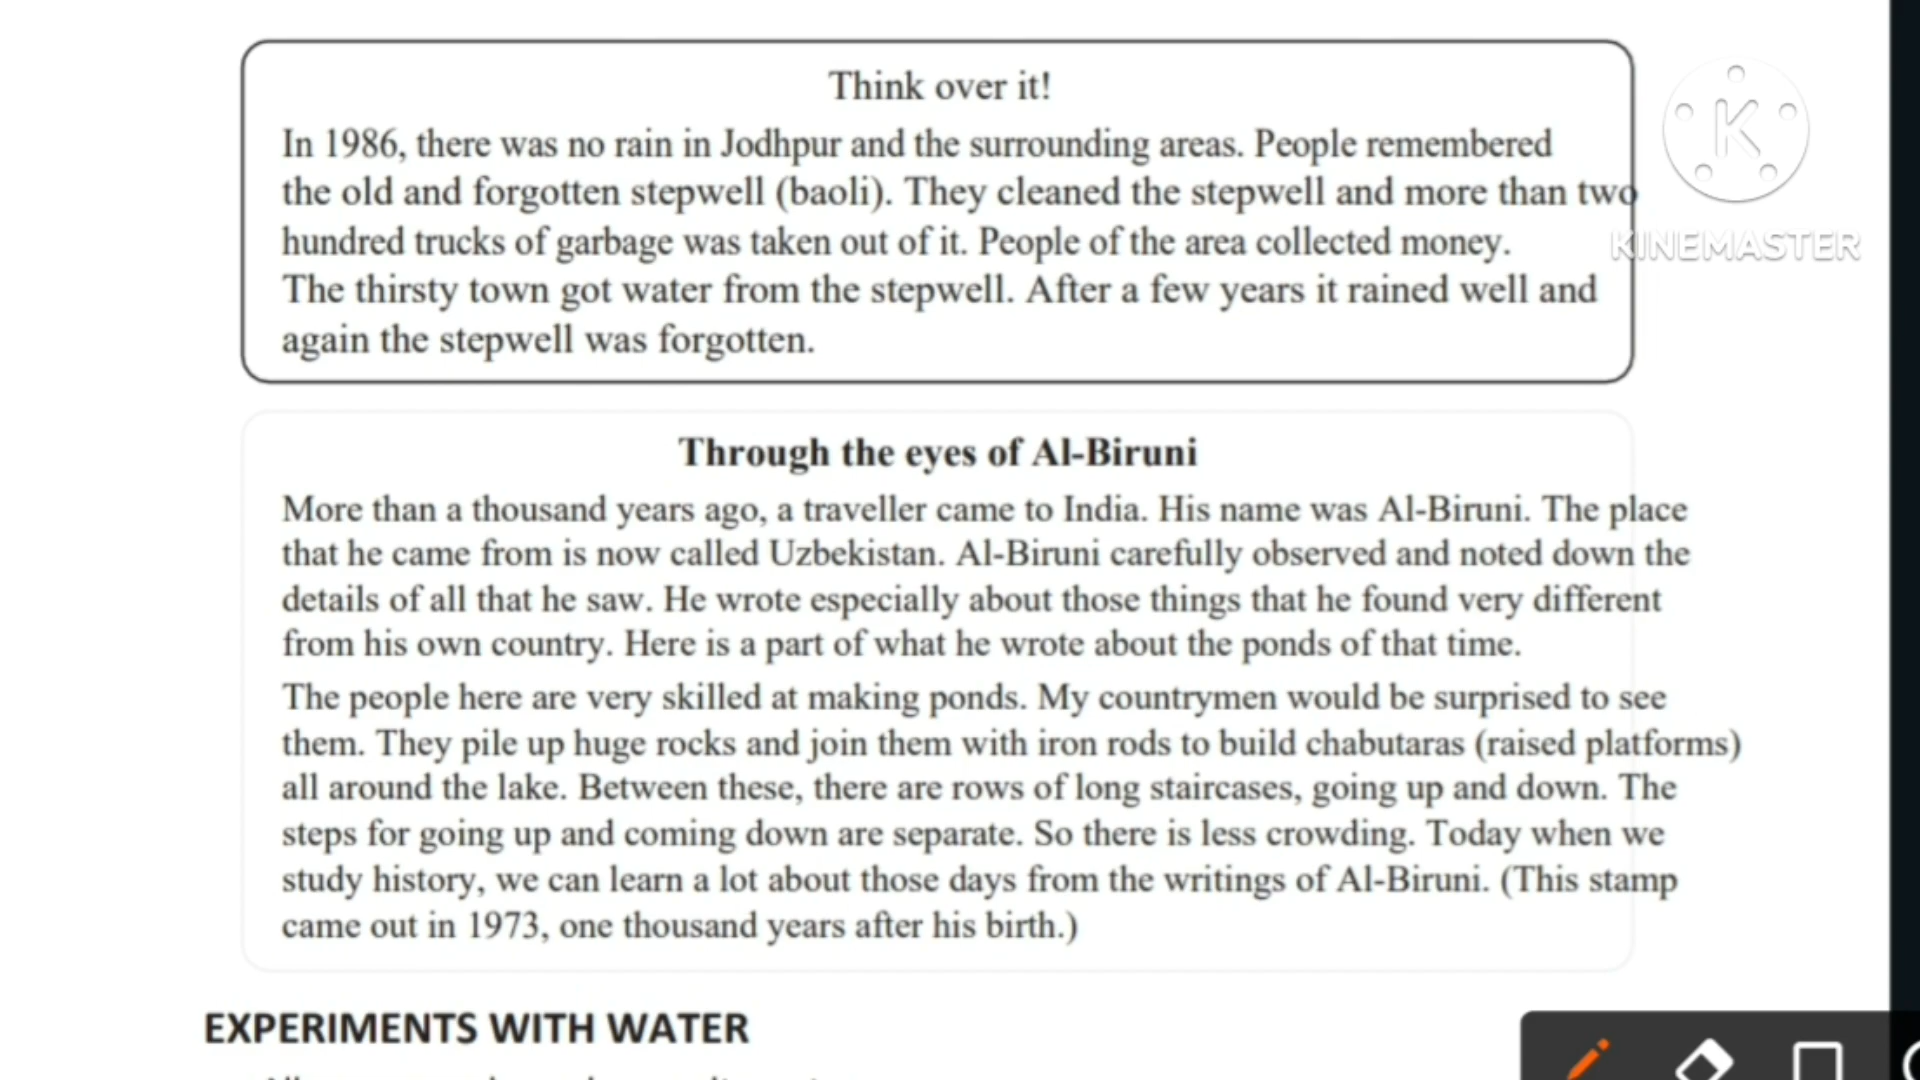 Think over it!
In 1986, there was no rain in Jodhpur and the surrounding areas. People remembered
the old and forgotten stepwell (baoli). They cleaned the stepwell and more than two
hundred trucks of garbage was taken out of it. People of the area collected money.
The thirsty town got water from the stepwell. After a few years it rained well and
again the stepwell was forgotten.
KINEMASTER
Through the eyes of Al-Biruni
More than a thousand years ago, a traveller came to India. His name was Al-Biruni. The place
that he came from is now called Uzbekistan. Al-Biruni carefully observed and noted down the
details of all that he saw. He wrote especially about those things that he found very different
from his own country. Here is a part of what he wrote about the ponds of that time.
The people here are very skilled at making ponds. My countrymen would be surprised to see
them. They pile up huge rocks and join them with iron rods to build chabutaras (raised platforms)
all around the lake. Between these, there are rows of long staircases, going up and down. The
steps for going up and coming down are separate. So there is less crowding. Today when we
study history, we can learn a lot about those days from the writings of Al-Biruni. (This stamp
came out in 1973, one thousand years after his birth.)
EXPERIMENTS WITH WATER